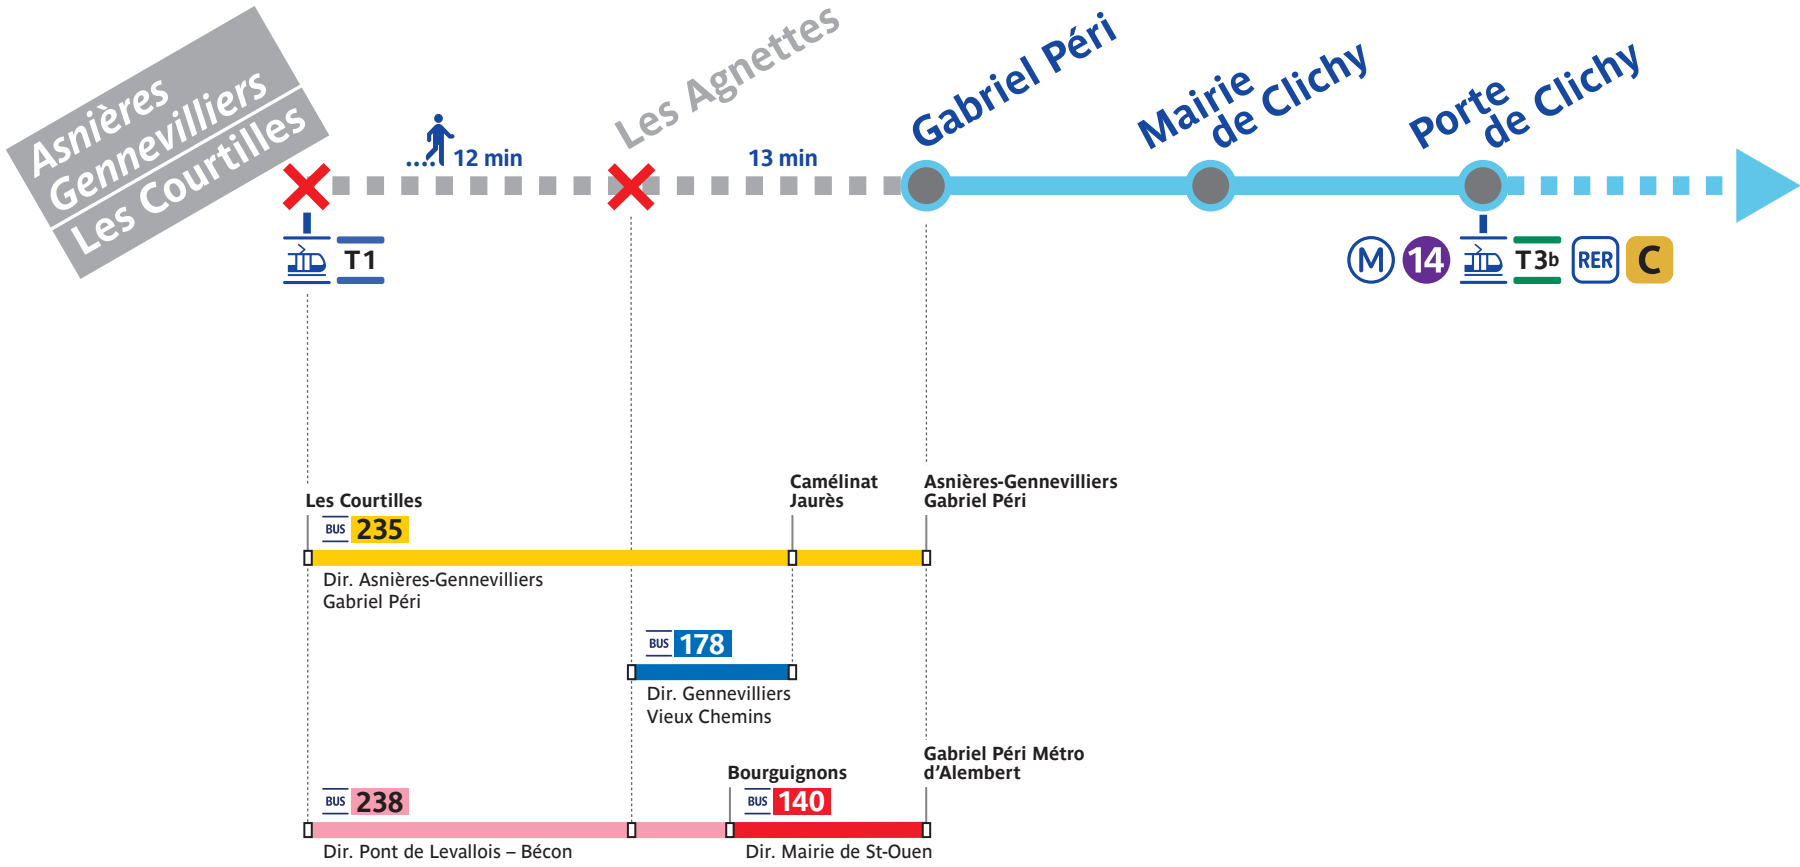 Asnières
Gennevilliers
Les Courtilles
Les Agnettes
Gabriel Péri
Mairie
de Clichy
Porte
de Clichy
12 min
13 min
T1
M 14 T3b RER C
Les Courtilles
Camélinat
Jaurès
Asnières-Gennevilliers
Gabriel Péri
BUS 235
Dir. Asnières-Gennevilliers
Gabriel Péri
BUS 178
Dir. Gennevilliers
Vieux Chemins
Bourguignons
Gabriel Péri Métro
d’Alembert
BUS 238
BUS 140
Dir. Pont de Levallois – Bécon
Dir. Mairie de St-Ouen